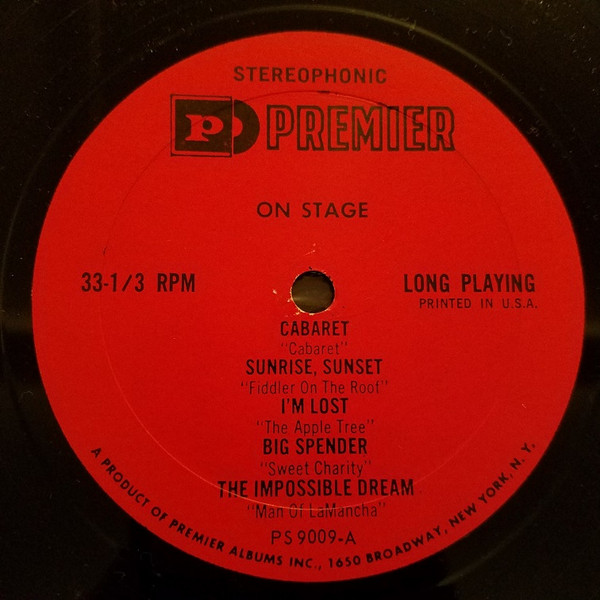 STEREOPHONIC
P PREMIER
ON STAGE
33-1/3 RPM
LONG PLAYING
PRINTED IN U.S.A.
CABARET
"Cabaret"
SUNRISE, SUNSET
"Fiddler On The Roof"
I'M LOST
"The Apple Tree"
BIG SPENDER
"Sweet Charity"
THE IMPOSSIBLE DREAM
"Man Of LaMancha"
PS 9009-A
A PRODUCT OF PREMIER ALBUMS INC., 1650 BROADWAY, NEW YORK, N. Y.